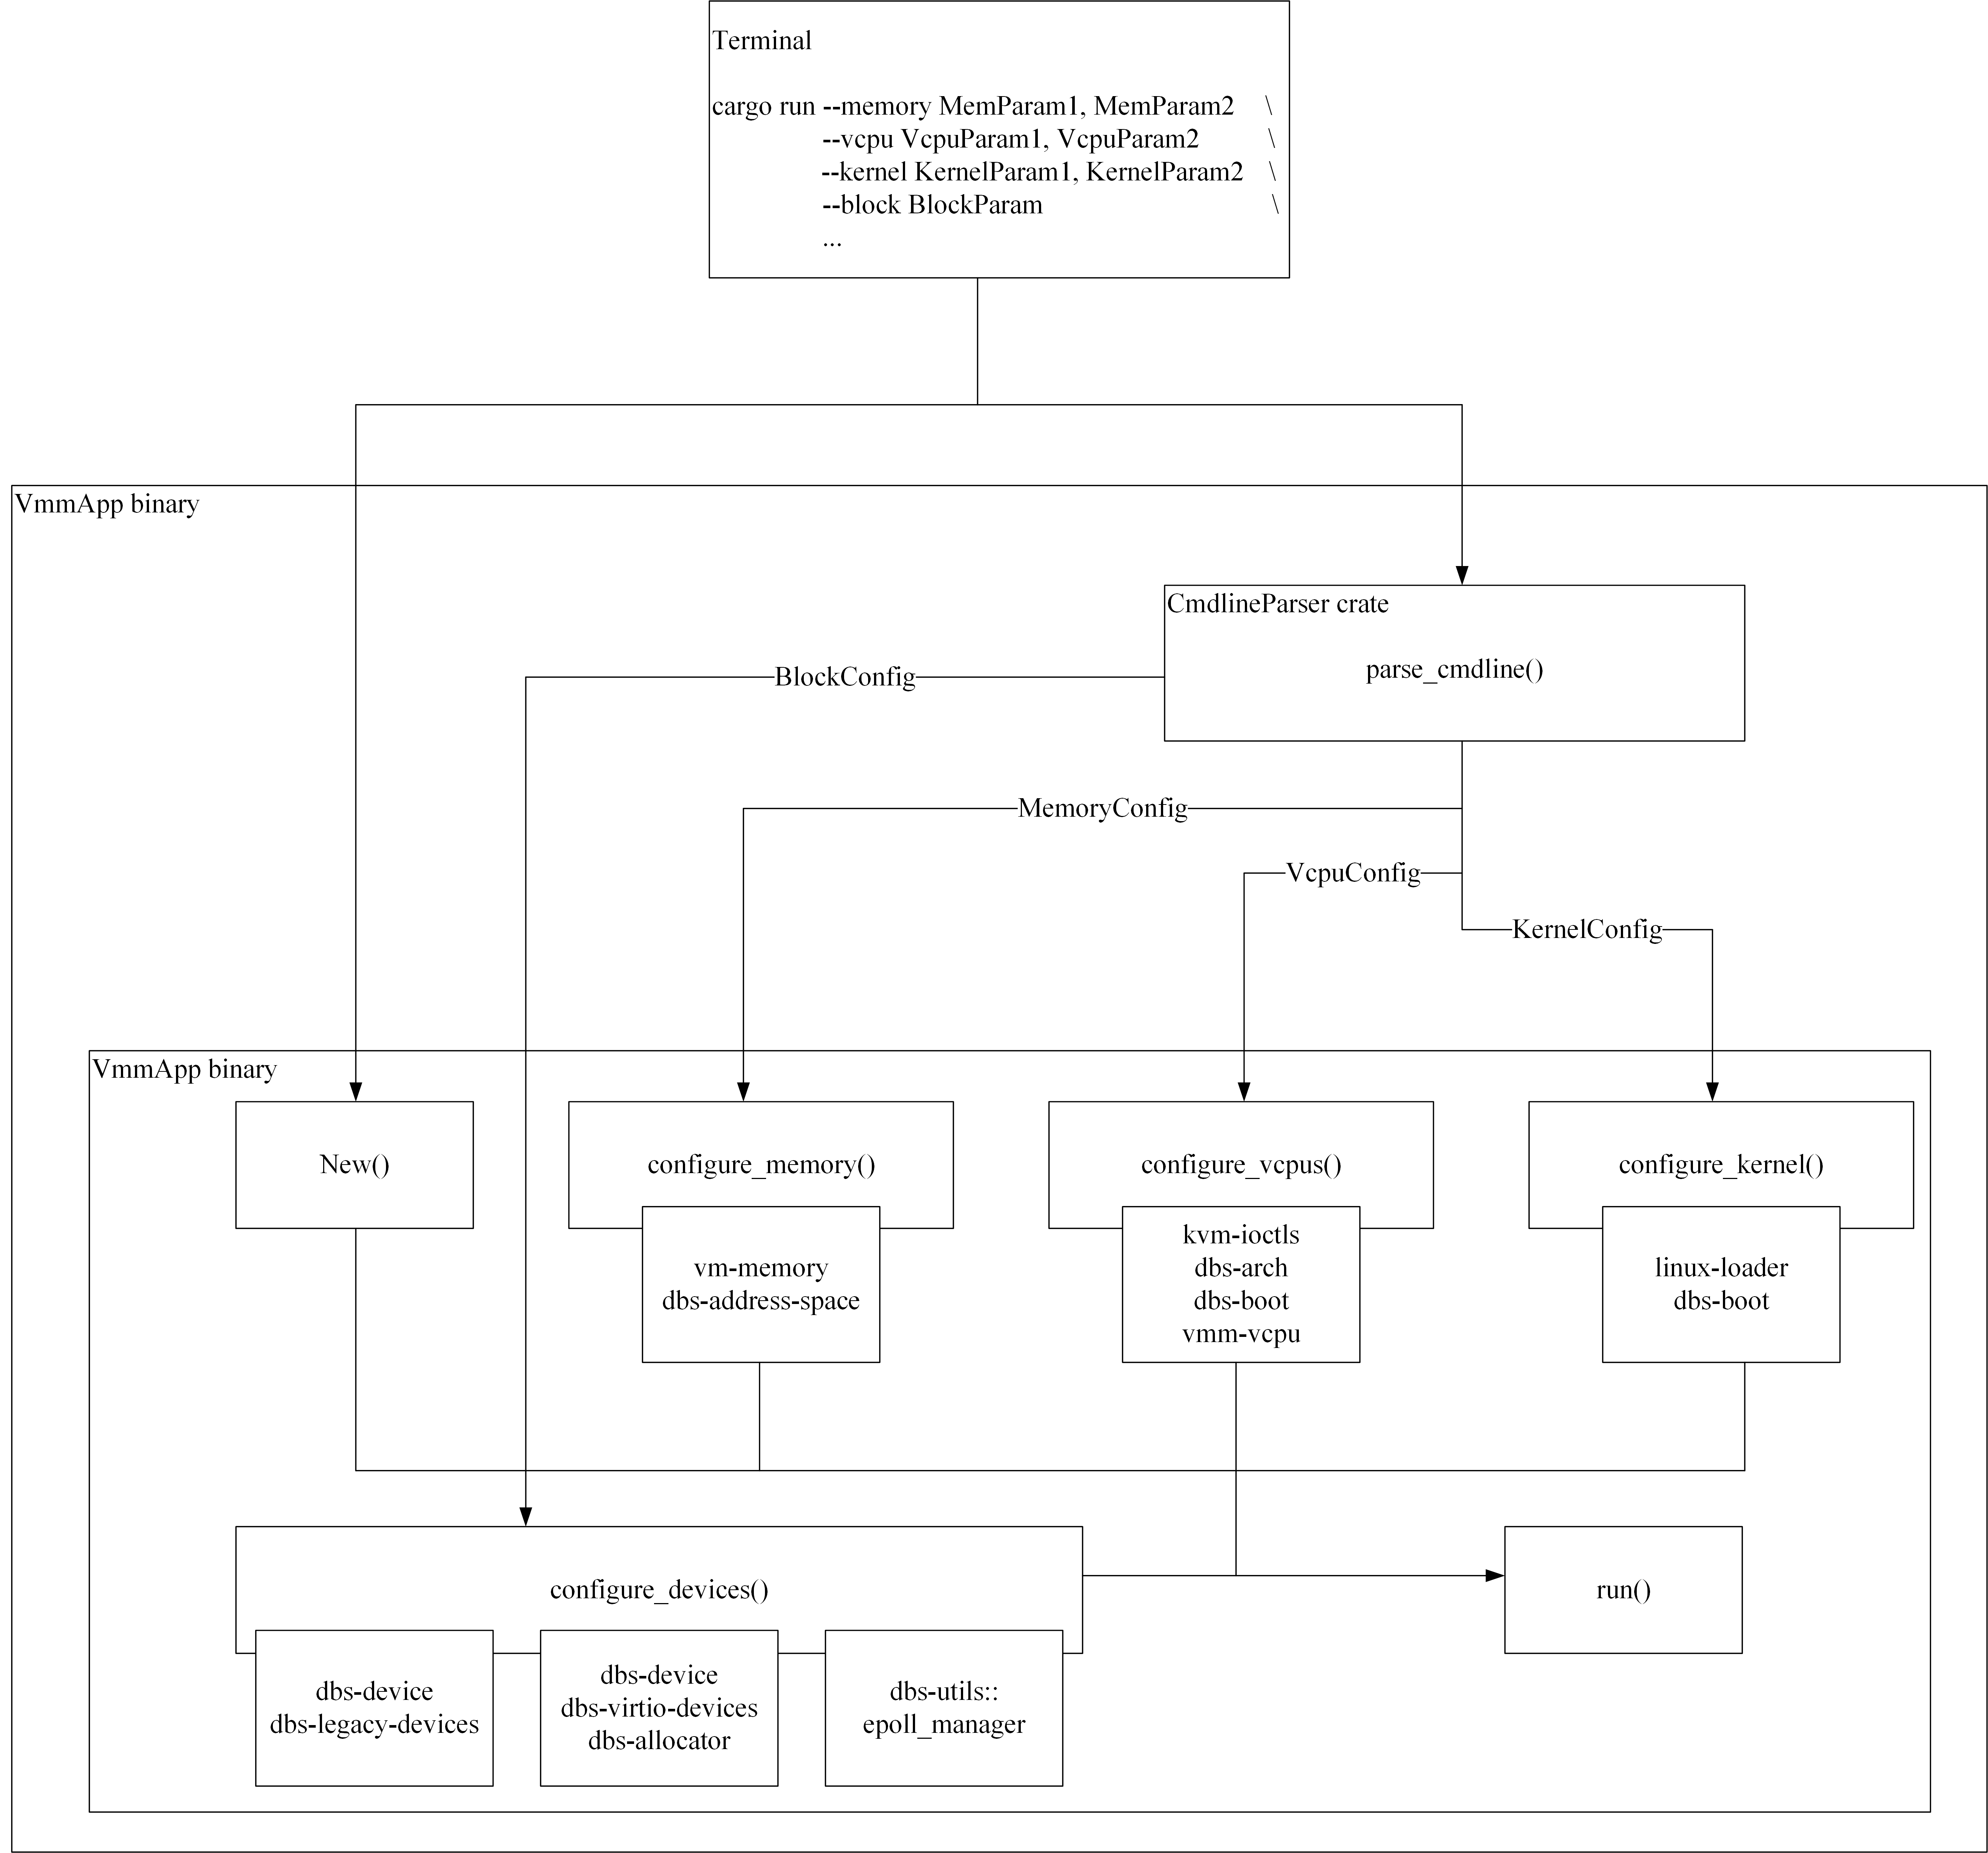 Terminal
cargo run --memory MemParam1, MemParam2 \
--vcpu VcpuParam1, VcpuParam2 \
--kernel KernelParam1, KernelParam2 \
--block BlockParam \
...
VmmApp binary
CmdlineParser crate
parse_cmdline()
BlockConfig
MemoryConfig
VcpuConfig
KernelConfig
VmmApp binary
New()
configure_memory()
vm-memory
dbs-address-space
configure_vcpus()
kvm-ioctls
dbs-arch
dbs-boot
vmm-vcpu
configure_kernel()
linux-loader
dbs-boot
configure_devices()
dbs-device
dbs-legacy-devices
dbs-device
dbs-virtio-devices
dbs-allocator
dbs-utils::
epoll_manager
run()